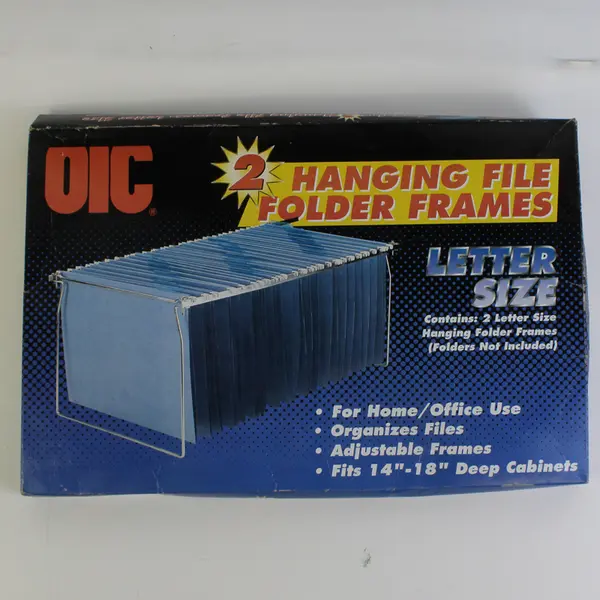 OIC®
2 HANGING FILE
FOLDER FRAMES
LETTER
SIZE
Contains: 2 Letter Size
Hanging Folder Frames
(Folders Not Included)
• For Home/Office Use
• Organizes Files
• Adjustable Frames
• Fits 14"-18" Deep Cabinets